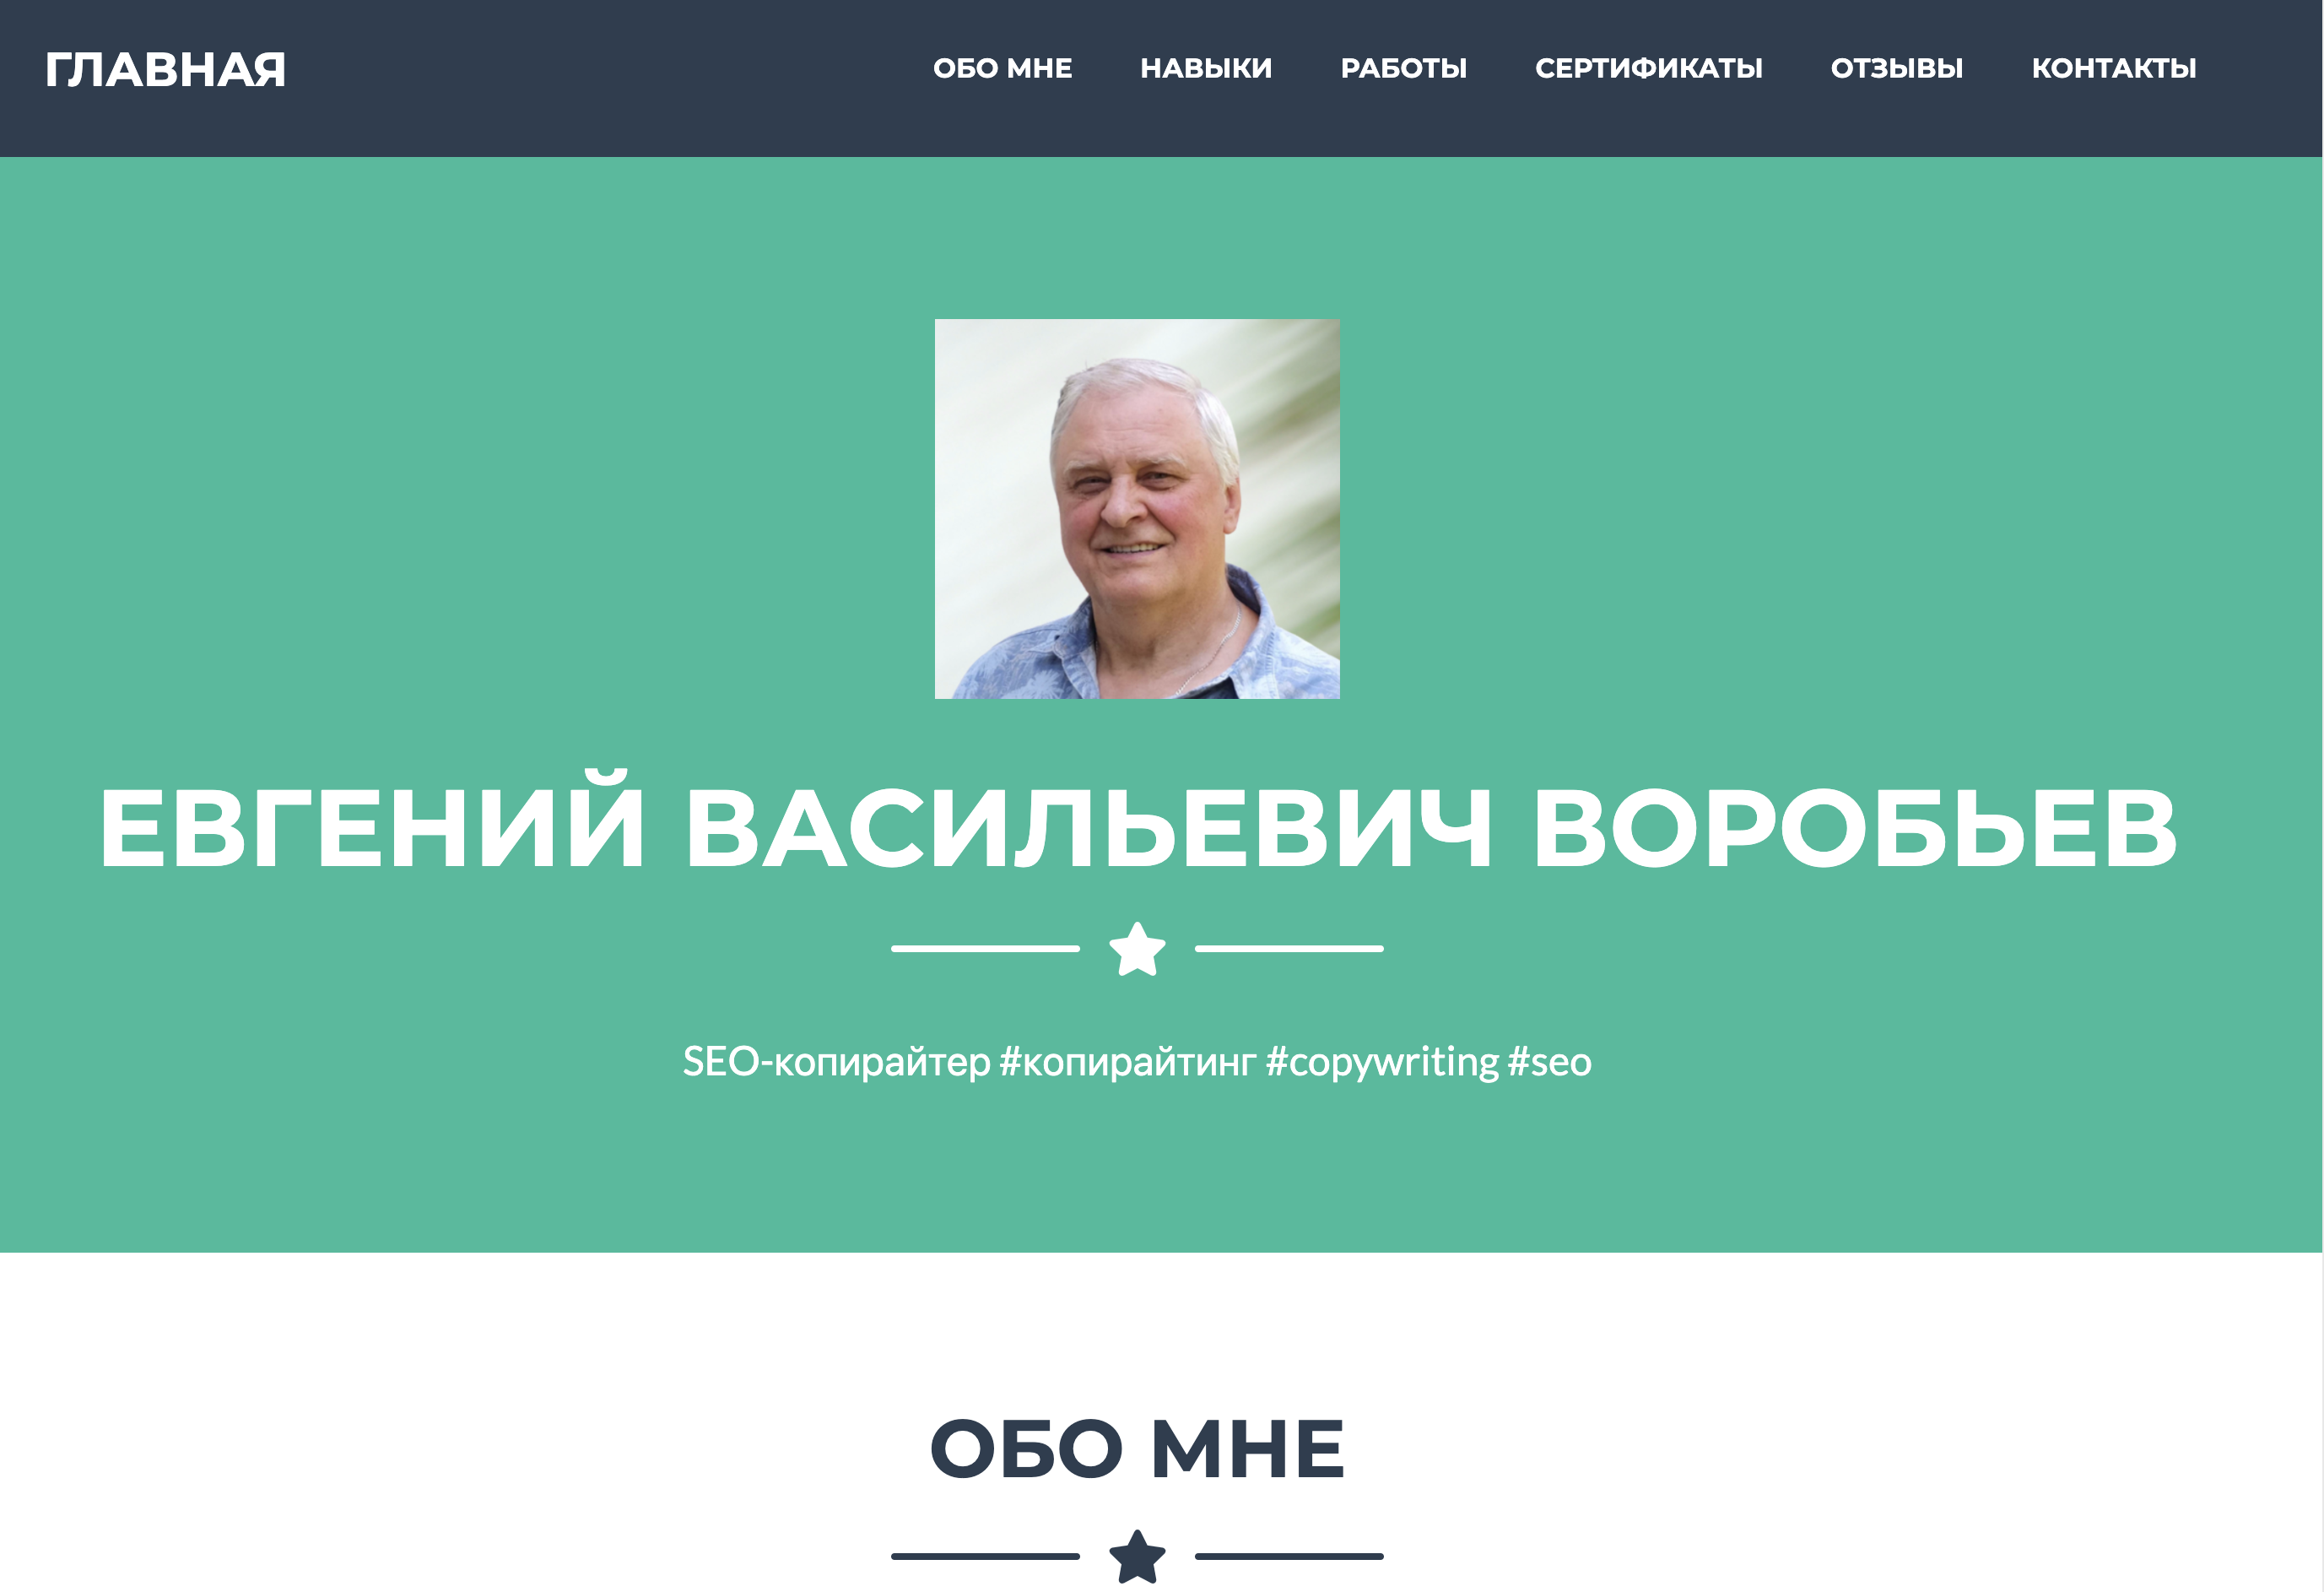 ГЛАВНАЯ ОБО МНЕ НАВЫКИ РАБОТЫ СЕРТИФИКАТЫ ОТЗЫВЫ КОНТАКТЫ
ЕВГЕНИЙ ВАСИЛЬЕВИЧ ВОРОБЬЕВ
SEO-копирайтер #копирайтинг #copywriting #seo
ОБО МНЕ